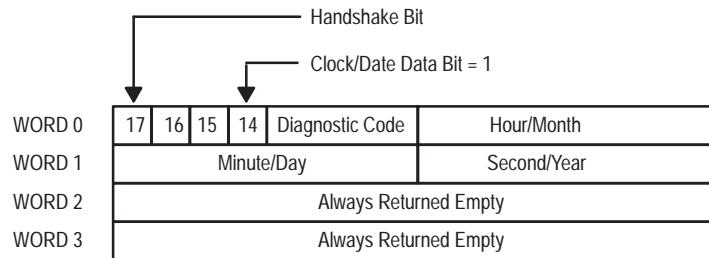 Handshake Bit
Clock/Date Data Bit = 1
WORD 0 17 16 15 14 Diagnostic Code Hour/Month
WORD 1 Minute/Day Second/Year
WORD 2 Always Returned Empty
WORD 3 Always Returned Empty